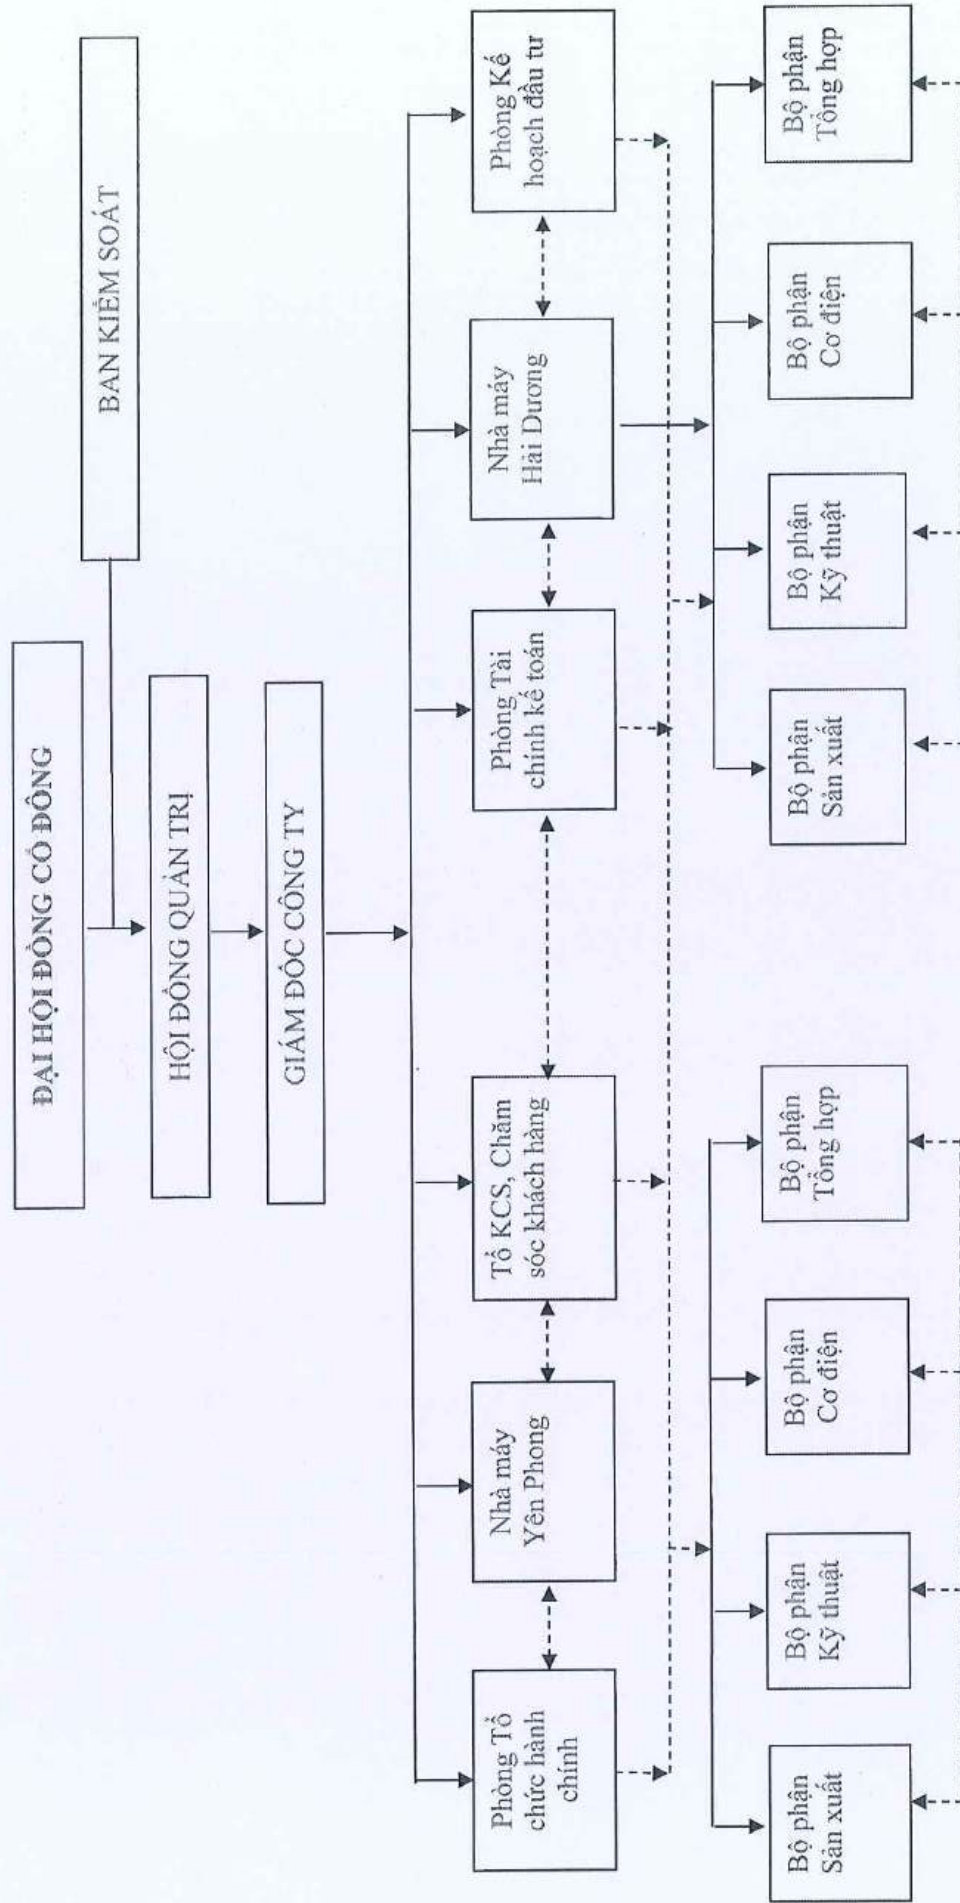 ĐẠI HỘI ĐỒNG CỔ ĐÔNG
BAN KIỂM SOÁT
HỘI ĐỒNG QUẢN TRỊ
GIÁM ĐỐC CÔNG TY
Phòng Tổ
chức hành
chính
Nhà máy
Yên Phong
Tổ KCS, Chăm
sóc khách hàng
Phòng Tài
chính kế toán
Nhà máy
Hải Dương
Phòng Kế
hoạch đầu tư
Bộ phận
Sản xuất
Bộ phận
Kỹ thuật
Bộ phận
Cơ điện
Bộ phận
Tổng hợp
Bộ phận
Sản xuất
Bộ phận
Kỹ thuật
Bộ phận
Cơ điện
Bộ phận
Tổng hợp